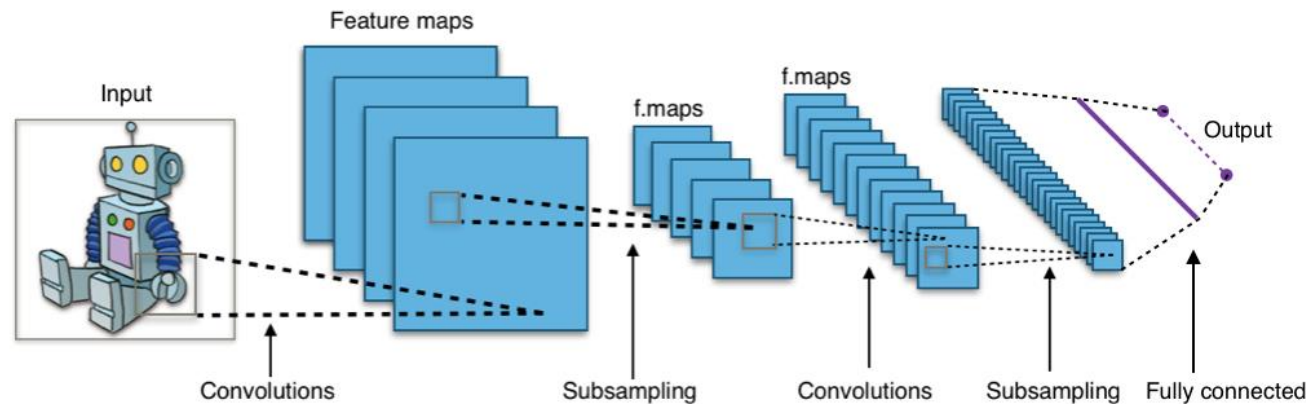 Feature maps
f.maps
Input
f.maps
Output
Convolutions
Subsampling
Convolutions
Subsampling
Fully connected